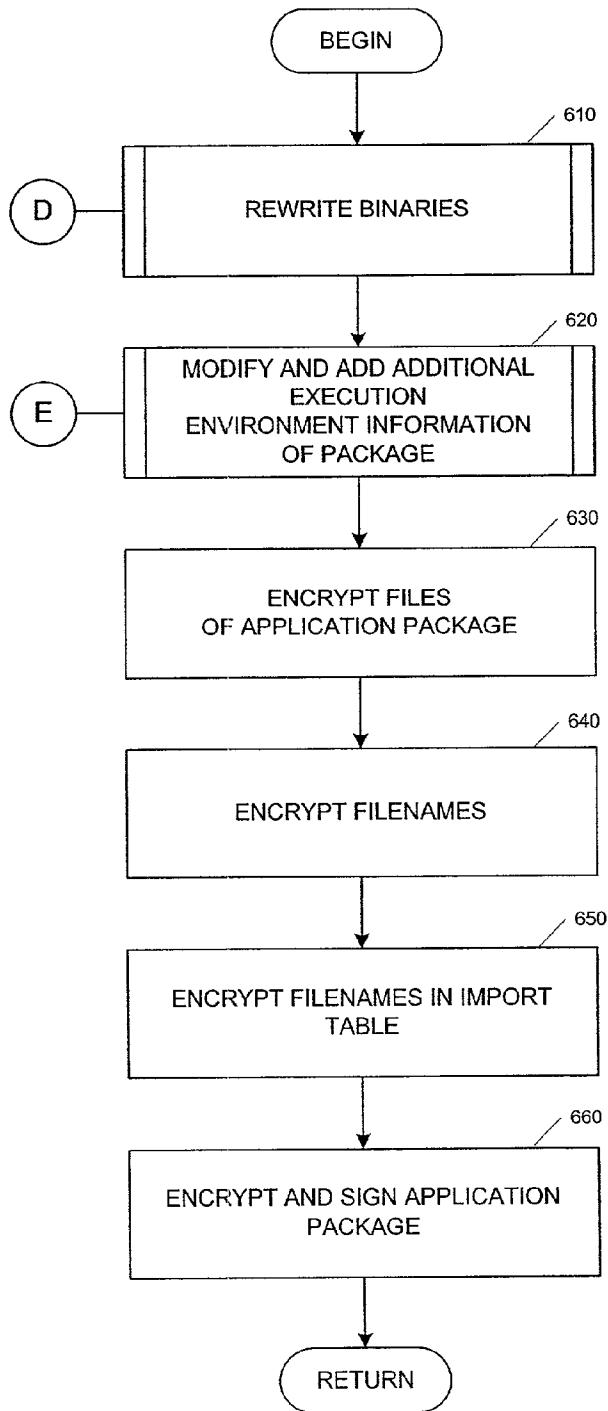 BEGIN
610
D
REWRITE BINARIES
620
E
MODIFY AND ADD ADDITIONAL
EXECUTION
ENVIRONMENT INFORMATION
OF PACKAGE
630
ENCRYPT FILES
OF APPLICATION PACKAGE
640
ENCRYPT FILENAMES
650
ENCRYPT FILENAMES IN IMPORT
TABLE
660
ENCRYPT AND SIGN APPLICATION
PACKAGE
RETURN